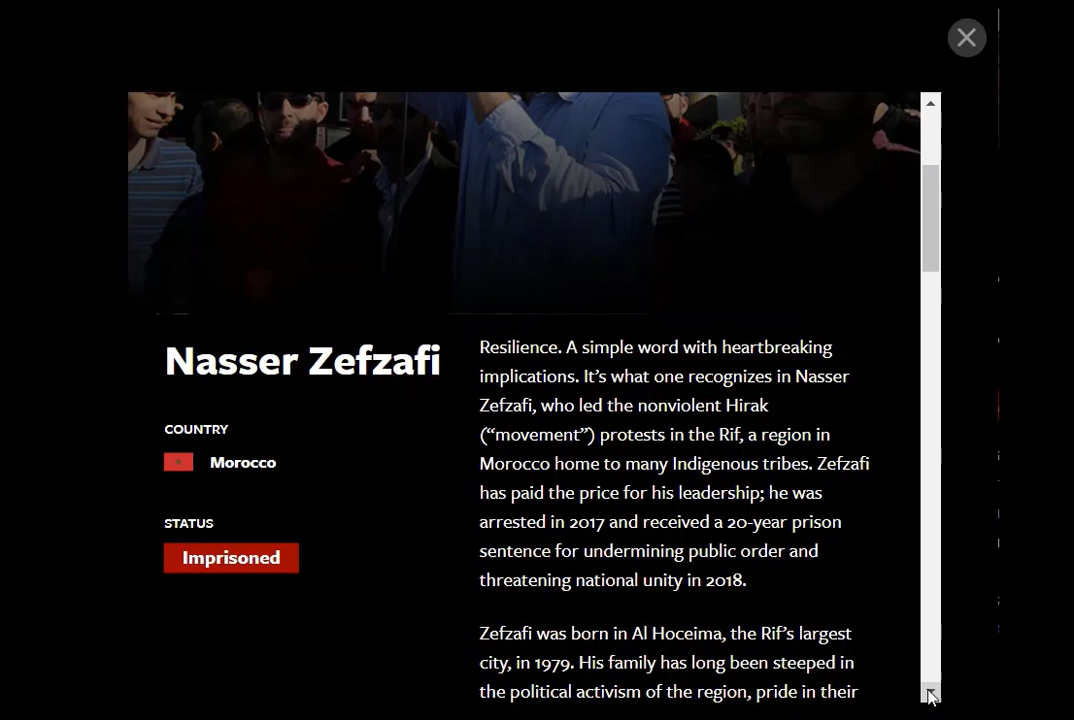 Nasser Zefzafi
COUNTRY
Morocco
STATUS
Imprisoned
Resilience. A simple word with heartbreaking
implications. It’s what one recognizes in Nasser
Zefzafi, who led the nonviolent Hirak
(“movement”) protests in the Rif, a region in
Morocco home to many Indigenous tribes. Zefzafi
has paid the price for his leadership; he was
arrested in 2017 and received a 20-year prison
sentence for undermining public order and
threatening national unity in 2018.
Zefzafi was born in Al Hoceima, the Rif’s largest
city, in 1979. His family has long been steeped in
the political activism of the region, pride in their